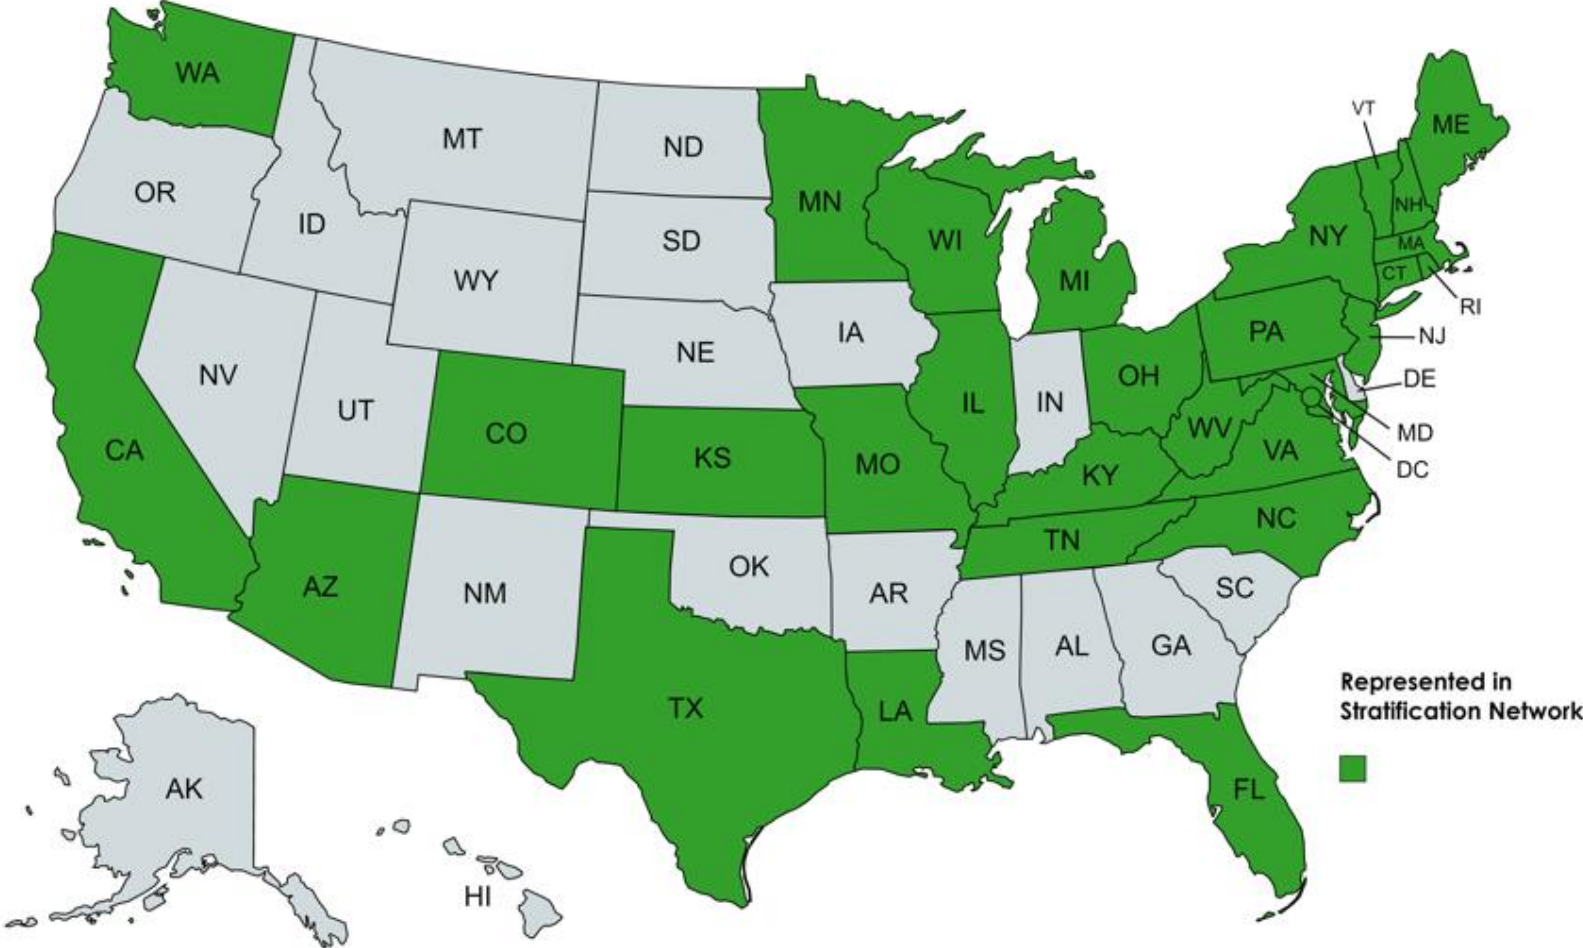 WA
MT
ND
VT
ME
OR
ID
MN
SD
WI
NH
NY
MA
WY
MI
CT
RI
IA
PA
NJ
NE
NV
OH
DE
UT
IL
IN
CO
WV
MD
CA
KS
MO
KY
VA
DC
NC
TN
OK
AZ
NM
AR
SC
MS
AL
GA
Represented in
Stratification Network
TX
LA
AK
FL
HI